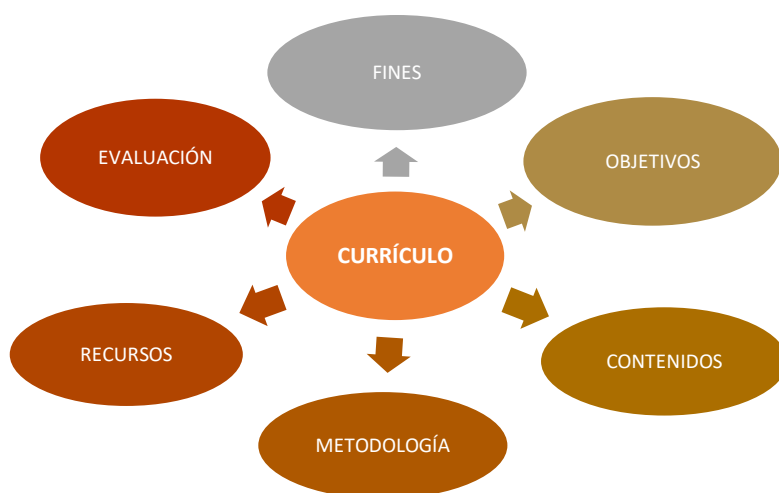 FINES
EVALUACIÓN
OBJETIVOS
CURRÍCULO
RECURSOS
CONTENIDOS
METODOLOGÍA